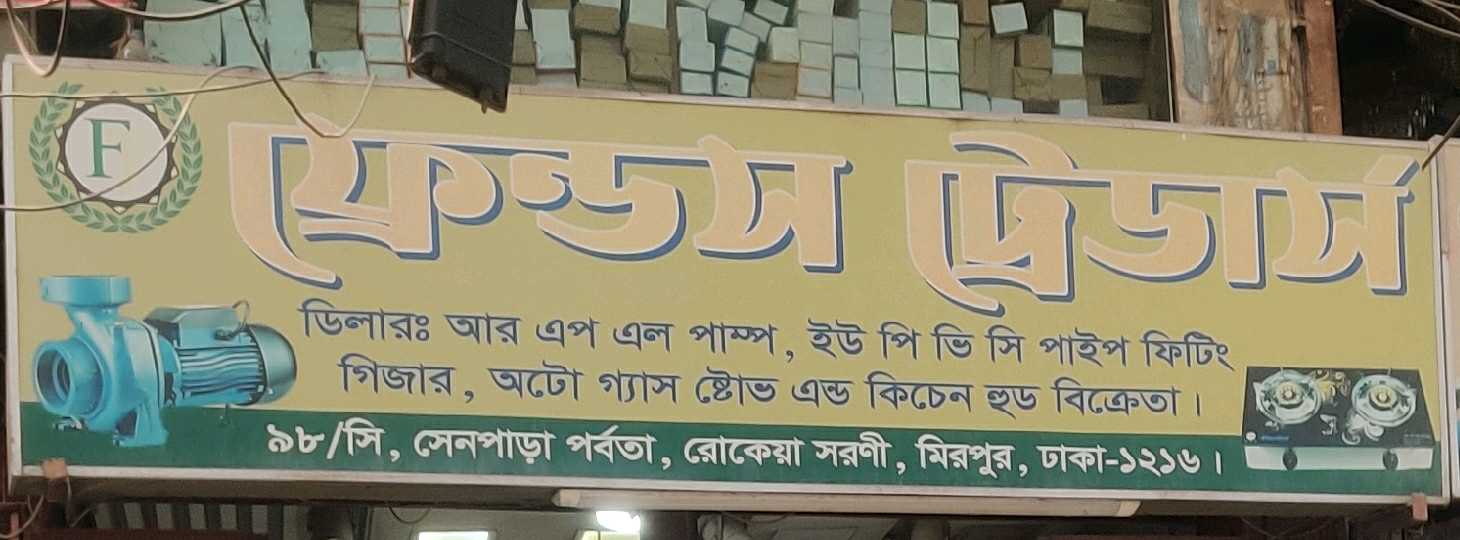 F
ফ্রেন্ডস ট্রেডার্স
ডিলারঃ আর এপ এল পাম্প, ইউ পি ভি সি পাইপ ফিটিং
গিজার, অটো গ্যাস ষ্টোভ এন্ড কিচেন হুড বিক্রেতা।
৯৮/সি, সেনপাড়া পর্বতা, রোকেয়া সরণী, মিরপুর, ঢাকা-১২১৬।